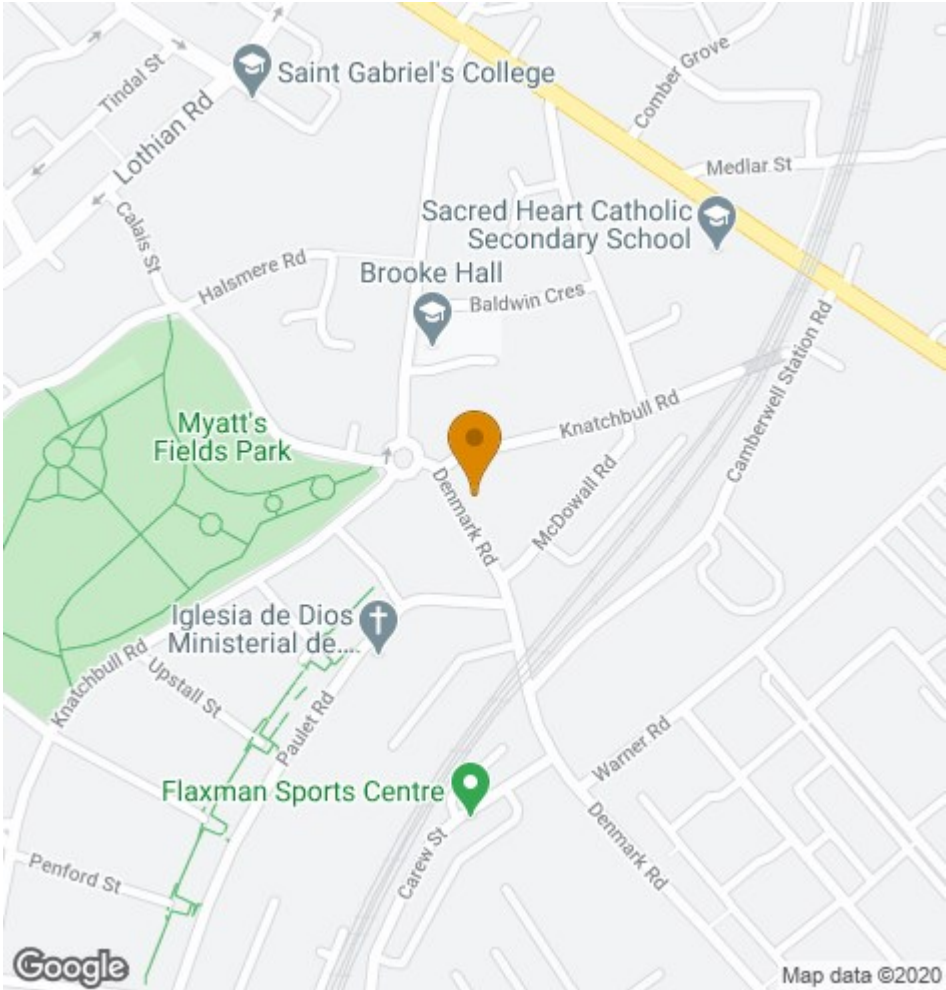 Tindal St
Lothian Rd
Saint Gabriel's College
Comber Grove
Medlar St
Calais St
Sacred Heart Catholic
Secondary School
Halsmere Rd
Brooke Hall
Baldwin Cres
Camberwell Station Rd
Knatchbull Rd
Myatt's
Fields Park
McDowall Rd
Denmark Rd
Iglesia de Dios
Ministerial de....
Knatchbull Rd
Upstall St
Paulet Rd
Warner Rd
Flaxman Sports Centre
Denmark Rd
Carew St
Penford St
Google
Map data ©2020